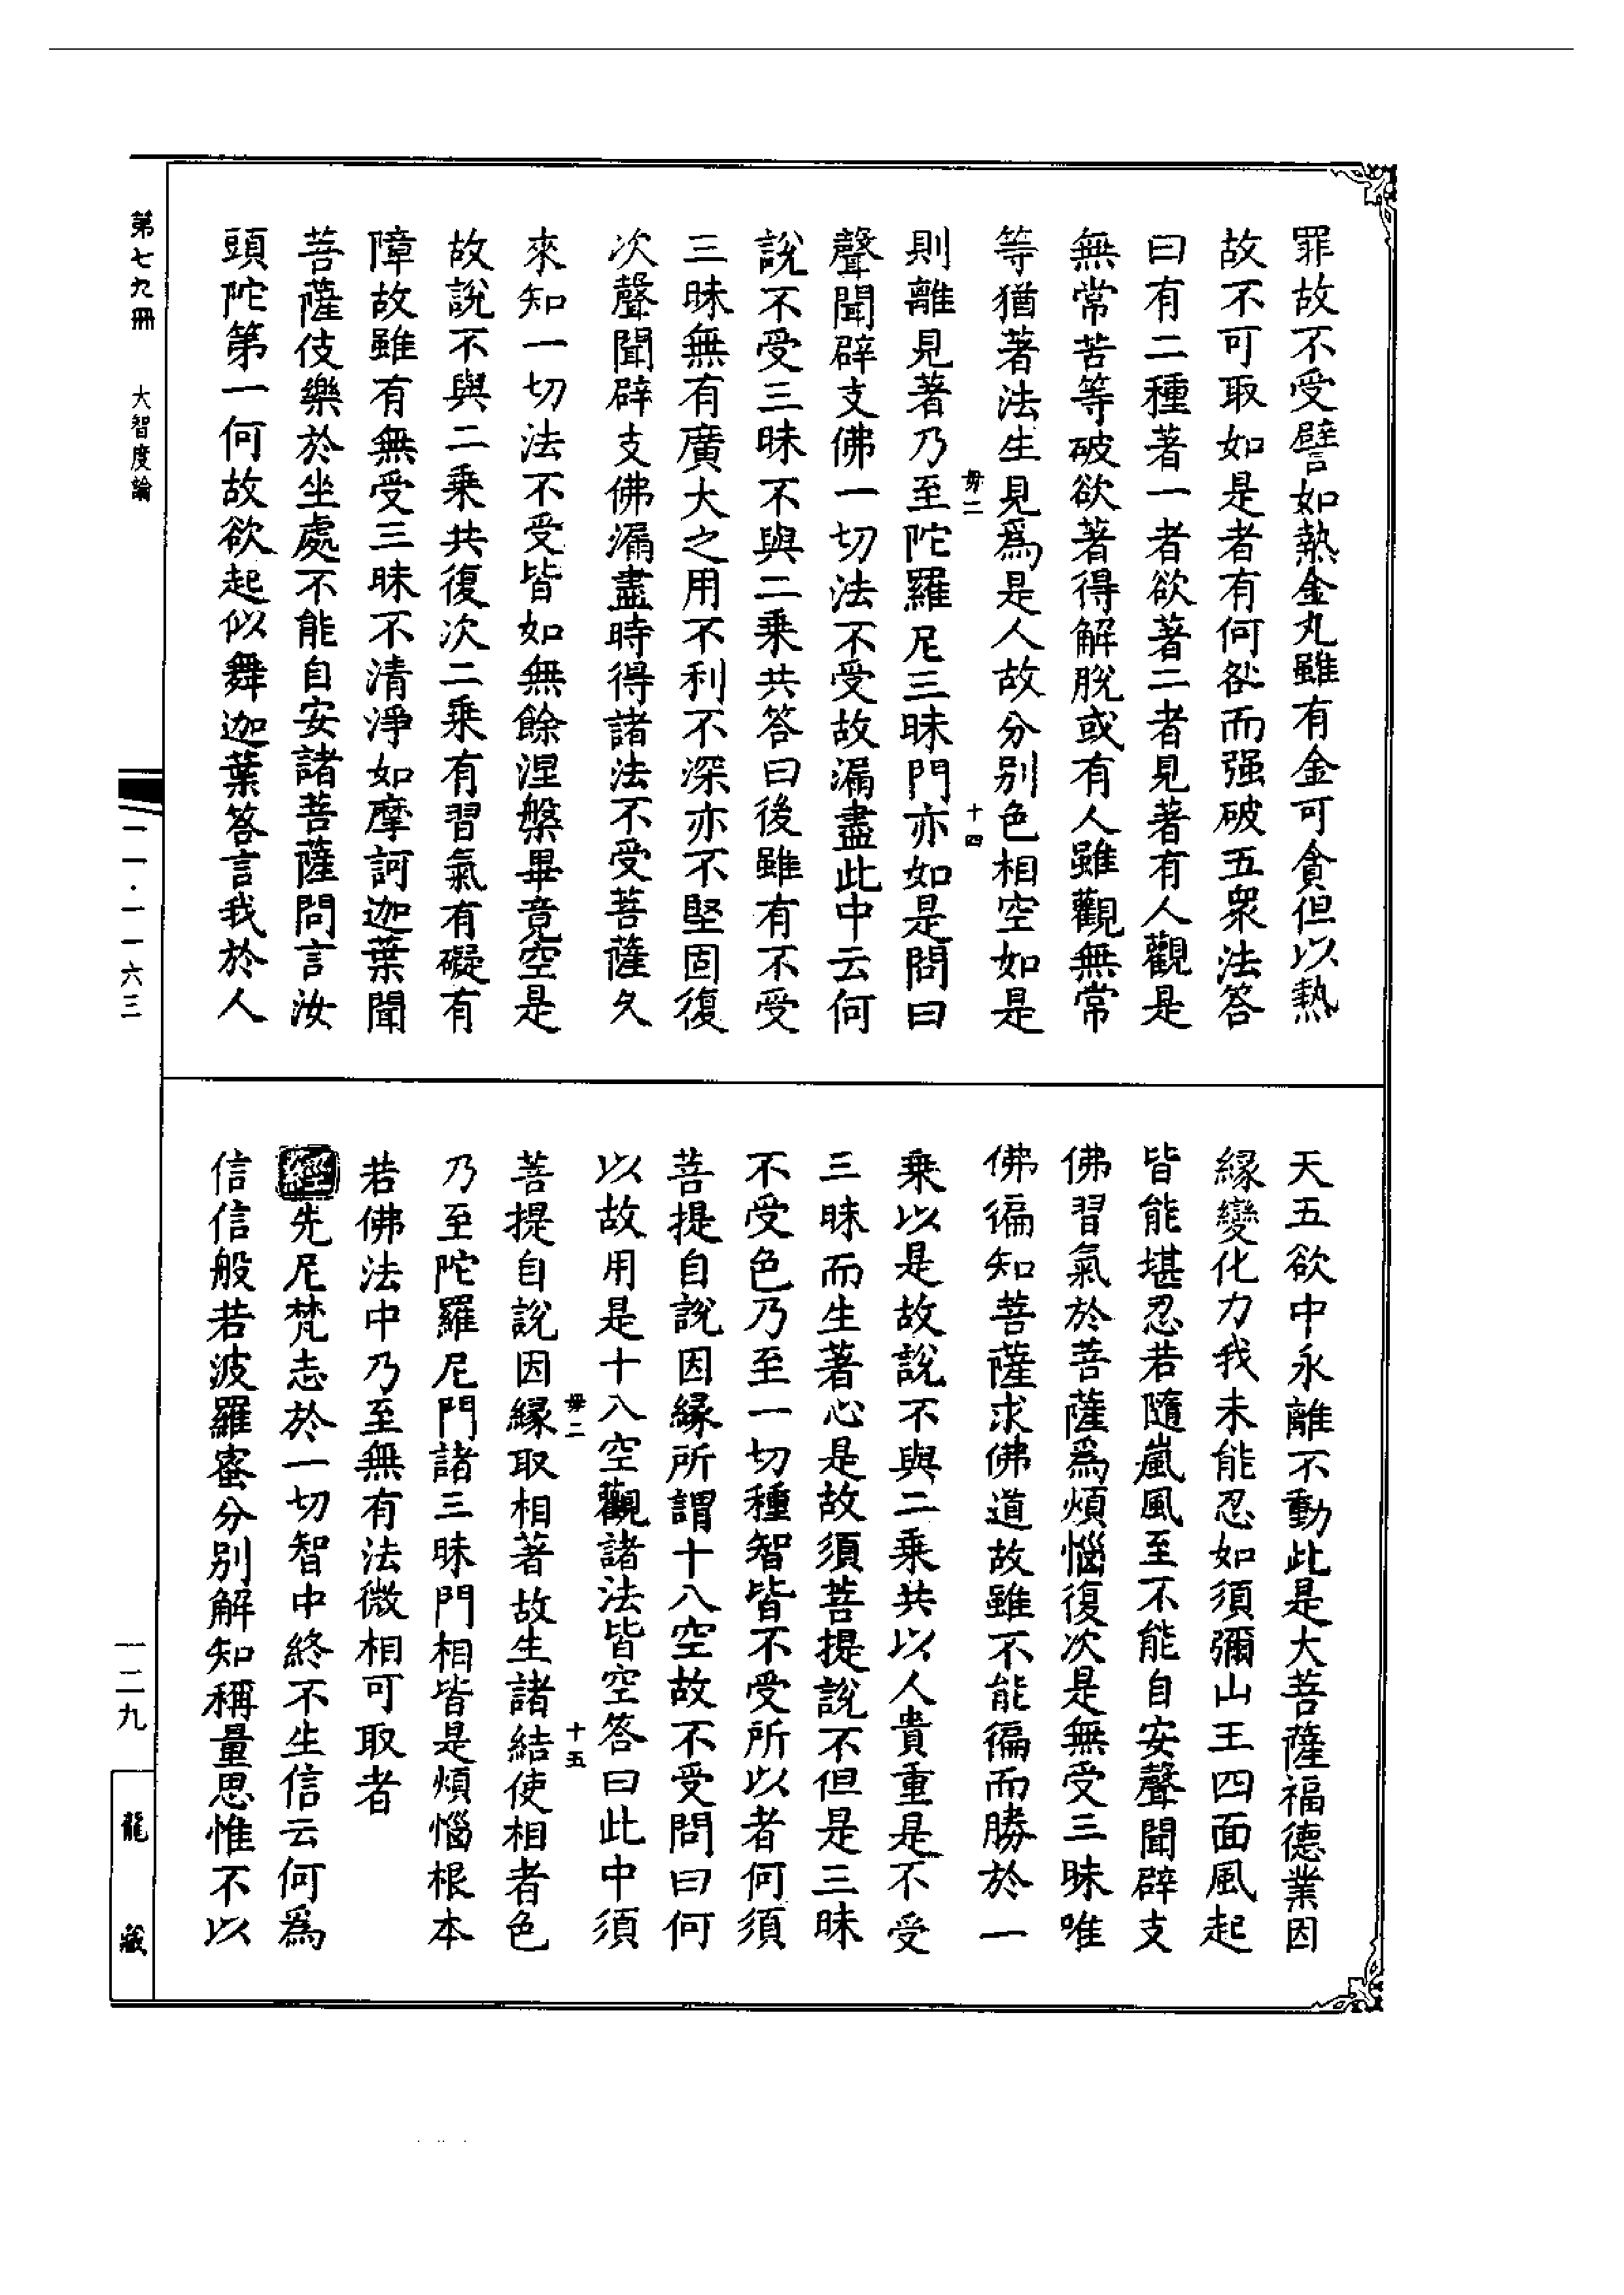 罪故不受譬如熱金丸雖有金可貪但以熱
故不可取如是者有何咎而强破五衆法答
曰有二種著一者欲著二者見著有人觀是
無常苦等破欲著得解脫或有人雖觀無常
等猶著法生見爲是人故分别色相空如是
毋二 十四
則離見著乃至陀羅尼三昧門亦如是問曰
聲聞辟支佛一切法不受故漏盡此中云何
說不受三昧不與二乗共答曰後雖有不受
三昧無有廣大之用不利不深亦不堅固復
次聲聞辟支佛漏盡時得諸法不受菩薩久
來知一切法不受皆如無餘涅槃畢竟空是
故說不與二乗共復次二乗有習氣有礙有
障故雖有無受三昧不清淨如摩訶迦葉聞
菩薩伎樂於坐處不能自安諸菩薩問言汝
頭陀第一何故欲起似舞迦葉答言我於人
天五欲中永離不動此是大菩薩福德業因
緣變化力我未能忍如須彌山王四面風起
皆能堪忍若隨嵐風至不能自安聲聞辟支
佛習氣於菩薩爲煩惱復次是無受三昧唯
佛徧知菩薩求佛道故雖不能徧而勝於一
乗以是故說不與二乗共以人貴重是不受
三昧而生著心是故須菩提說不但是三昧
不受色乃至一切種智皆不受所以者何須
菩提自說因緣所謂十八空故不受問曰何
以故用是十八空觀諸法皆空答曰此中須
毋二 十五
菩提自說因緣取相著故生諸結使相者色
乃至陀羅尼門諸三昧門相皆是煩惱根本
若佛法中乃至無有法微相可取者
經先尼梵志於一切智中終不生信云何爲
信信般若波羅蜜分別解知稱量思惟不以
第七九冊 大智度論
一一·一一六三
一二九
龍藏